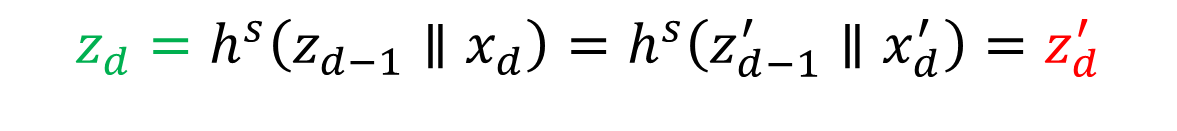 z_d = h^s(z_{d−1} ∥ x_d) = h^s(z'_{d−1} ∥ x'_d) = z'_d